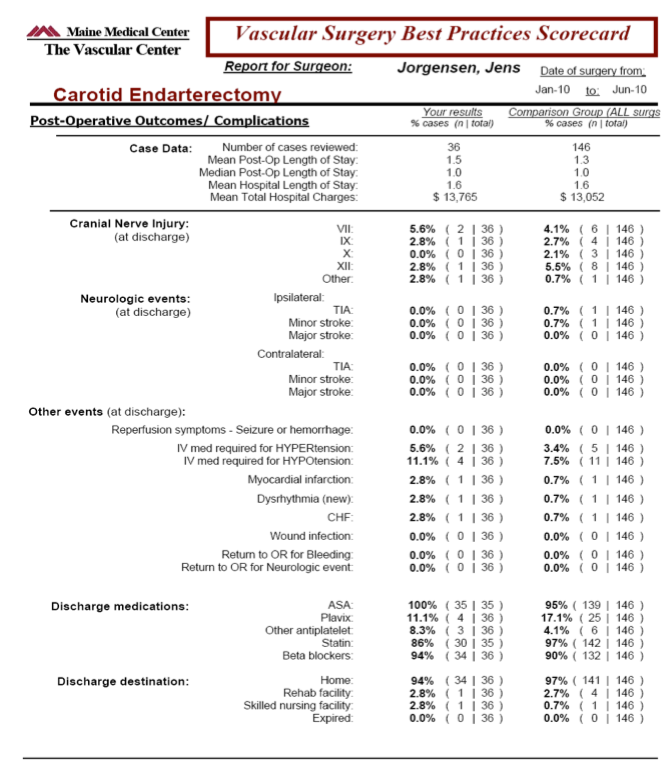 Maine Medical Center
The Vascular Center
Vascular Surgery Best Practices Scorecard
Report for Surgeon: Jorgensen, Jens Date of surgery from:
Jan-10 to: Jun-10
Carotid Endarterectomy
Post-Operative Outcomes/ Complications Your results Comparison Group (ALL surgs
% cases (n | total) % cases (n | total)
Case Data: Number of cases reviewed: 36 146
Mean Post-Op Length of Stay: 1.5 1.3
Median Post-Op Length of Stay: 1.0 1.0
Mean Hospital Length of Stay: 1.6 1.6
Mean Total Hospital Charges: $ 13,765 $ 13,052
Cranial Nerve Injury: VII: 5.6% ( 2 | 36 ) 4.1% ( 6 | 146 )
(at discharge) IX: 2.8% ( 1 | 36 ) 2.7% ( 4 | 146 )
X: 0.0% ( 0 | 36 ) 2.1% ( 3 | 146 )
XII: 2.8% ( 1 | 36 ) 5.5% ( 8 | 146 )
Other: 2.8% ( 1 | 36 ) 0.7% ( 1 | 146 )
Neurologic events: Ipsilateral:
(at discharge) TIA: 0.0% ( 0 | 36 ) 0.7% ( 1 | 146 )
Minor stroke: 0.0% ( 0 | 36 ) 0.7% ( 1 | 146 )
Major stroke: 0.0% ( 0 | 36 ) 0.0% ( 0 | 146 )
Contralateral:
TIA: 0.0% ( 0 | 36 ) 0.0% ( 0 | 146 )
Minor stroke: 0.0% ( 0 | 36 ) 0.0% ( 0 | 146 )
Major stroke: 0.0% ( 0 | 36 ) 0.0% ( 0 | 146 )
Other events (at discharge):
Reperfusion symptoms - Seizure or hemorrhage: 0.0% ( 0 | 36 ) 0.0% ( 0 | 146 )
IV med required for HYPERtension: 5.6% ( 2 | 36 ) 3.4% ( 5 | 146 )
IV med required for HYPOtension: 11.1% ( 4 | 36 ) 7.5% ( 11 | 146 )
Myocardial infarction: 2.8% ( 1 | 36 ) 0.7% ( 1 | 146 )
Dysrhythmia (new): 2.8% ( 1 | 36 ) 0.7% ( 1 | 146 )
CHF: 2.8% ( 1 | 36 ) 0.7% ( 1 | 146 )
Wound infection: 0.0% ( 0 | 36 ) 0.0% ( 0 | 146 )
Return to OR for Bleeding: 0.0% ( 0 | 36 ) 0.0% ( 0 | 146 )
Return to OR for Neurologic event: 0.0% ( 0 | 36 ) 0.0% ( 0 | 146 )
Discharge medications: ASA: 100% ( 35 | 35 ) 95% ( 139 | 146 )
Plavix: 11.1% ( 4 | 36 ) 17.1% ( 25 | 146 )
Other antiplatelet: 8.3% ( 3 | 36 ) 4.1% ( 6 | 146 )
Statin: 86% ( 30 | 35 ) 97% ( 142 | 146 )
Beta blockers: 94% ( 34 | 36 ) 90% ( 132 | 146 )
Discharge destination: Home: 94% ( 34 | 36 ) 97% ( 141 | 146 )
Rehab facility: 2.8% ( 1 | 36 ) 2.7% ( 4 | 146 )
Skilled nursing facility: 2.8% ( 1 | 36 ) 0.7% ( 1 | 146 )
Expired: 0.0% ( 0 | 36 ) 0.0% ( 0 | 146 )